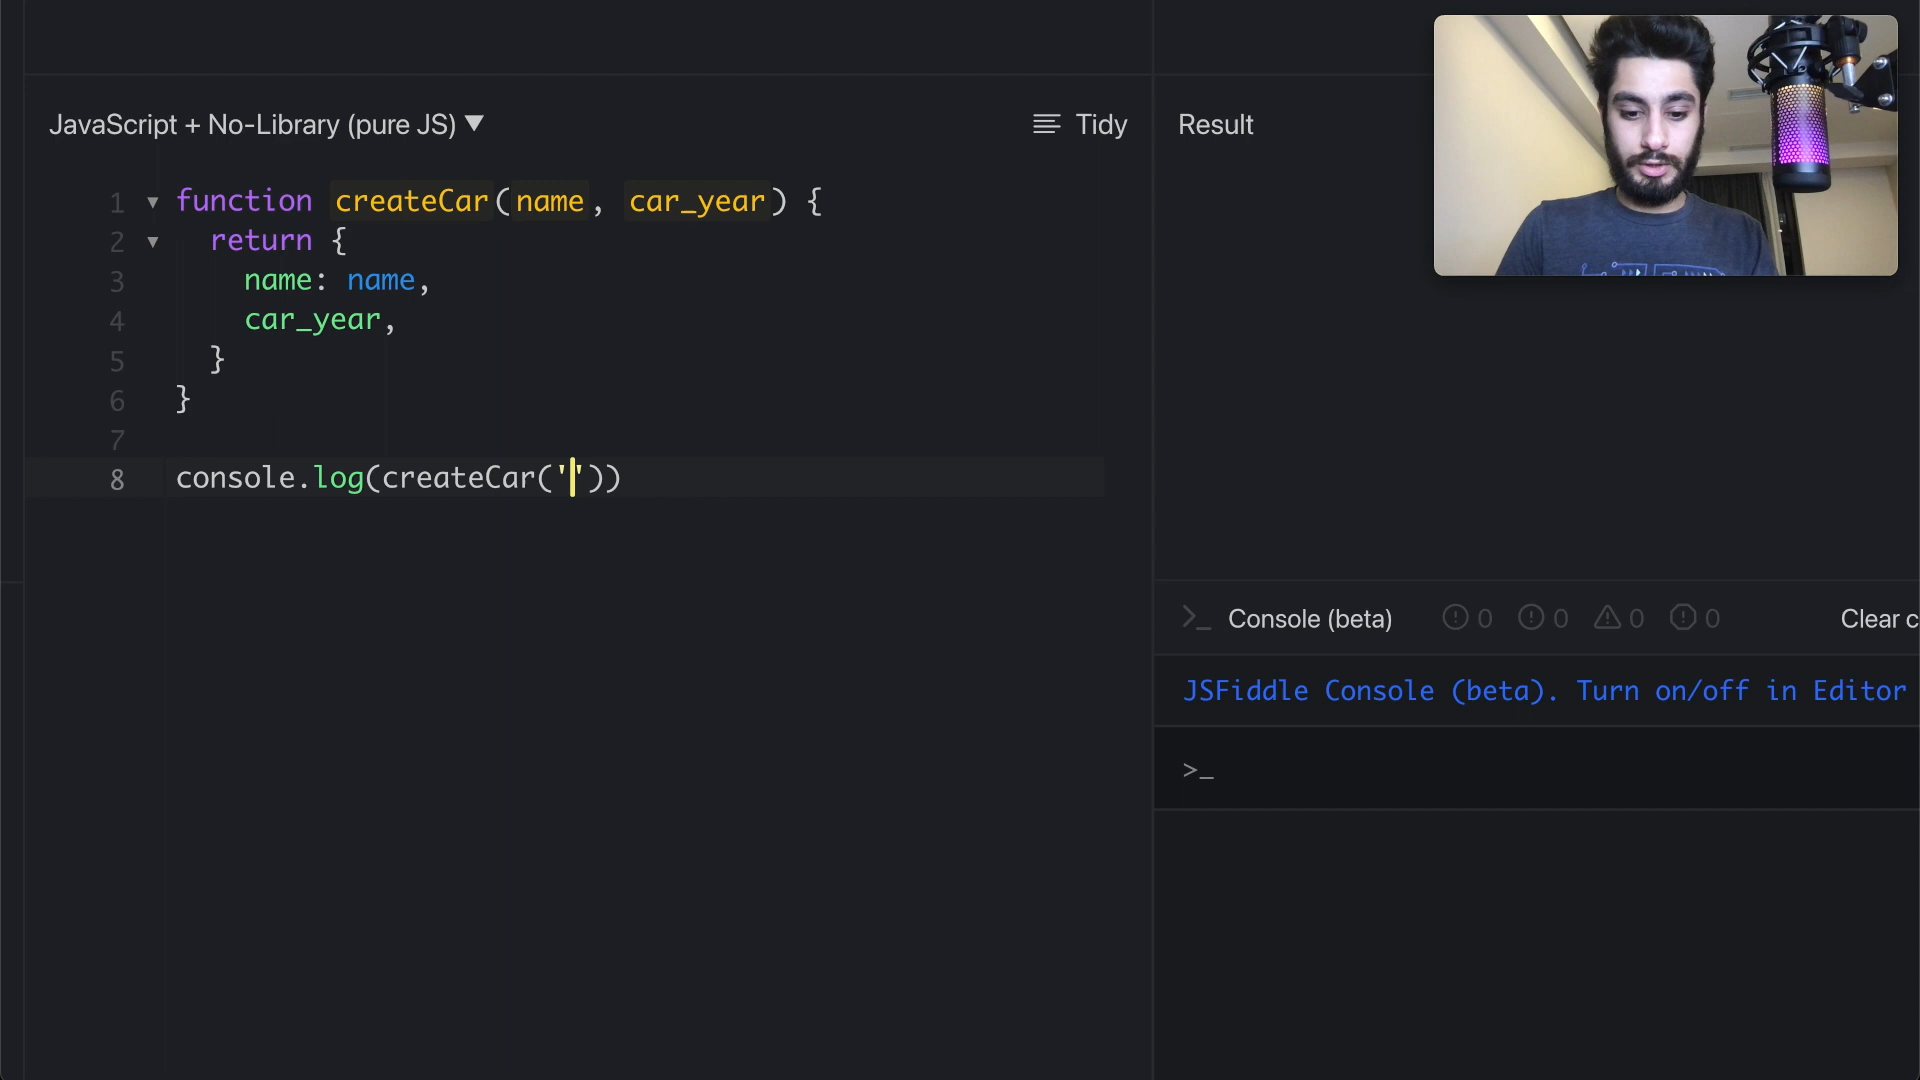 JavaScript + No-Library (pure JS) ▼
Tidy
Result
1 ▼ function createCar(name, car_year) {
2 ▼ return {
3 name: name,
4 car_year,
5 }
6 }
7
8 console.log(createCar(''))
>_ Console (beta) 0 0 0 0 Clear c
JSFiddle Console (beta). Turn on/off in Editor
>_